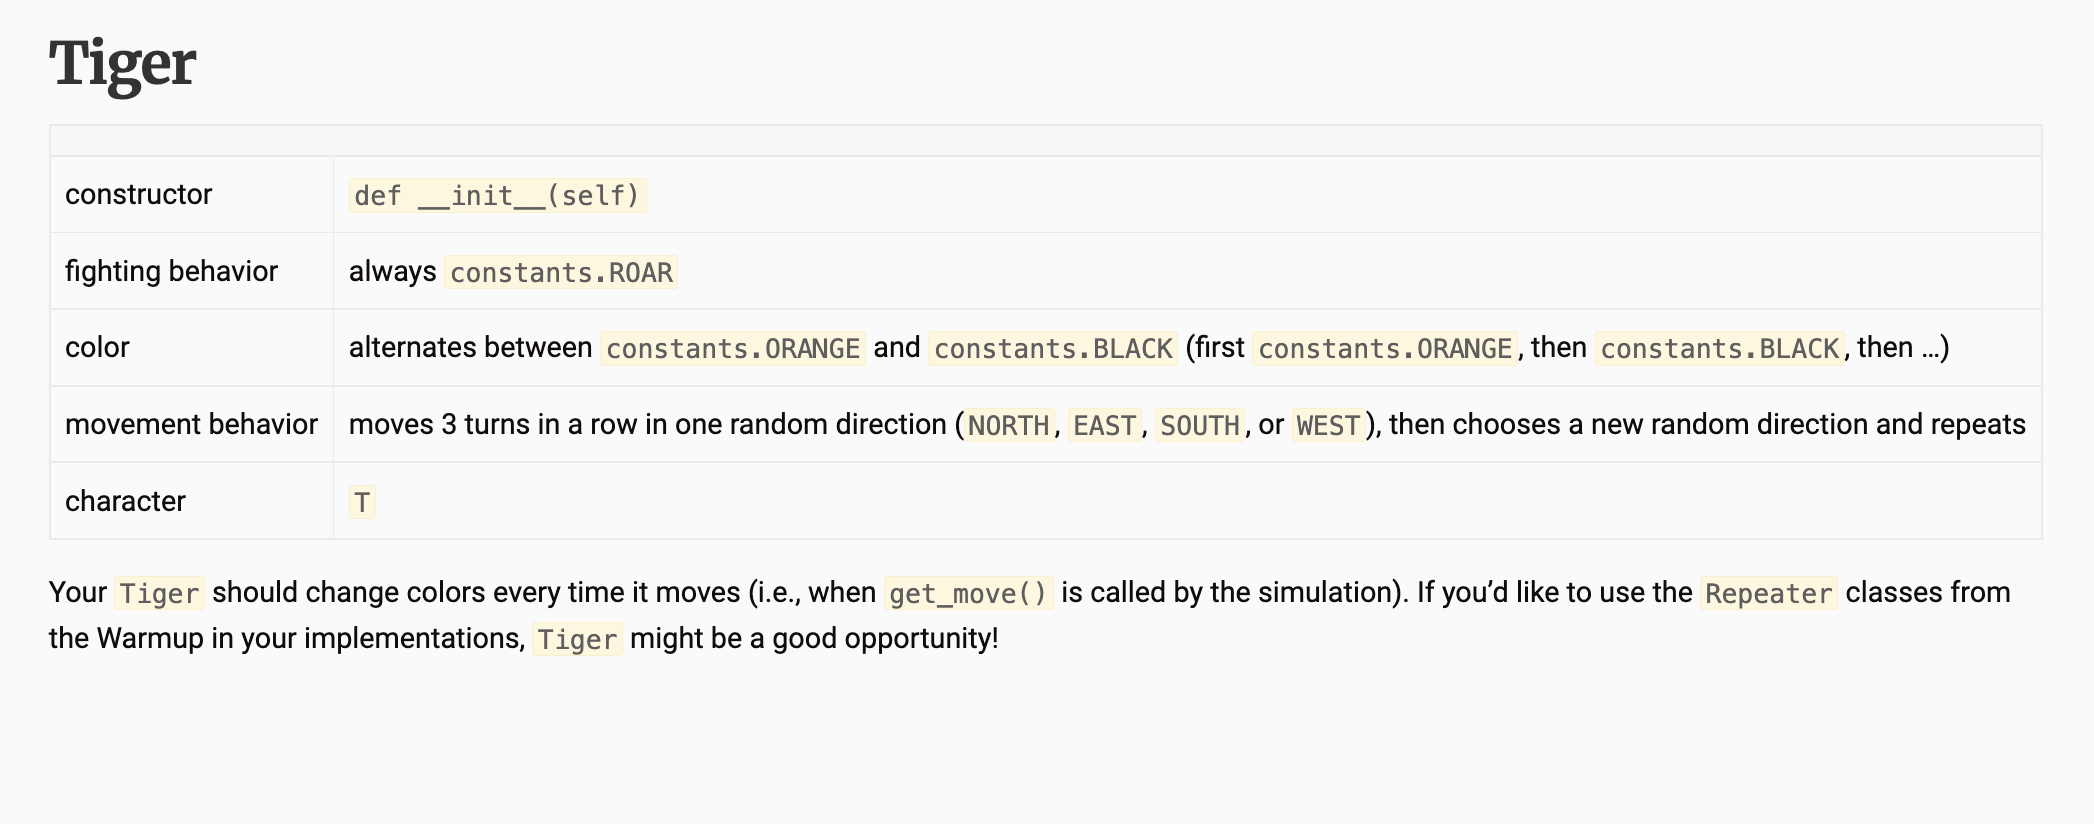 Tiger
constructor def __init__(self)
fighting behavior always constants.ROAR
color alternates between constants.ORANGE and constants.BLACK (first constants.ORANGE, then constants.BLACK, then …)
movement behavior moves 3 turns in a row in one random direction (NORTH, EAST, SOUTH, or WEST), then chooses a new random direction and repeats
character T
Your Tiger should change colors every time it moves (i.e., when get_move() is called by the simulation). If you’d like to use the Repeater classes from
the Warmup in your implementations, Tiger might be a good opportunity!